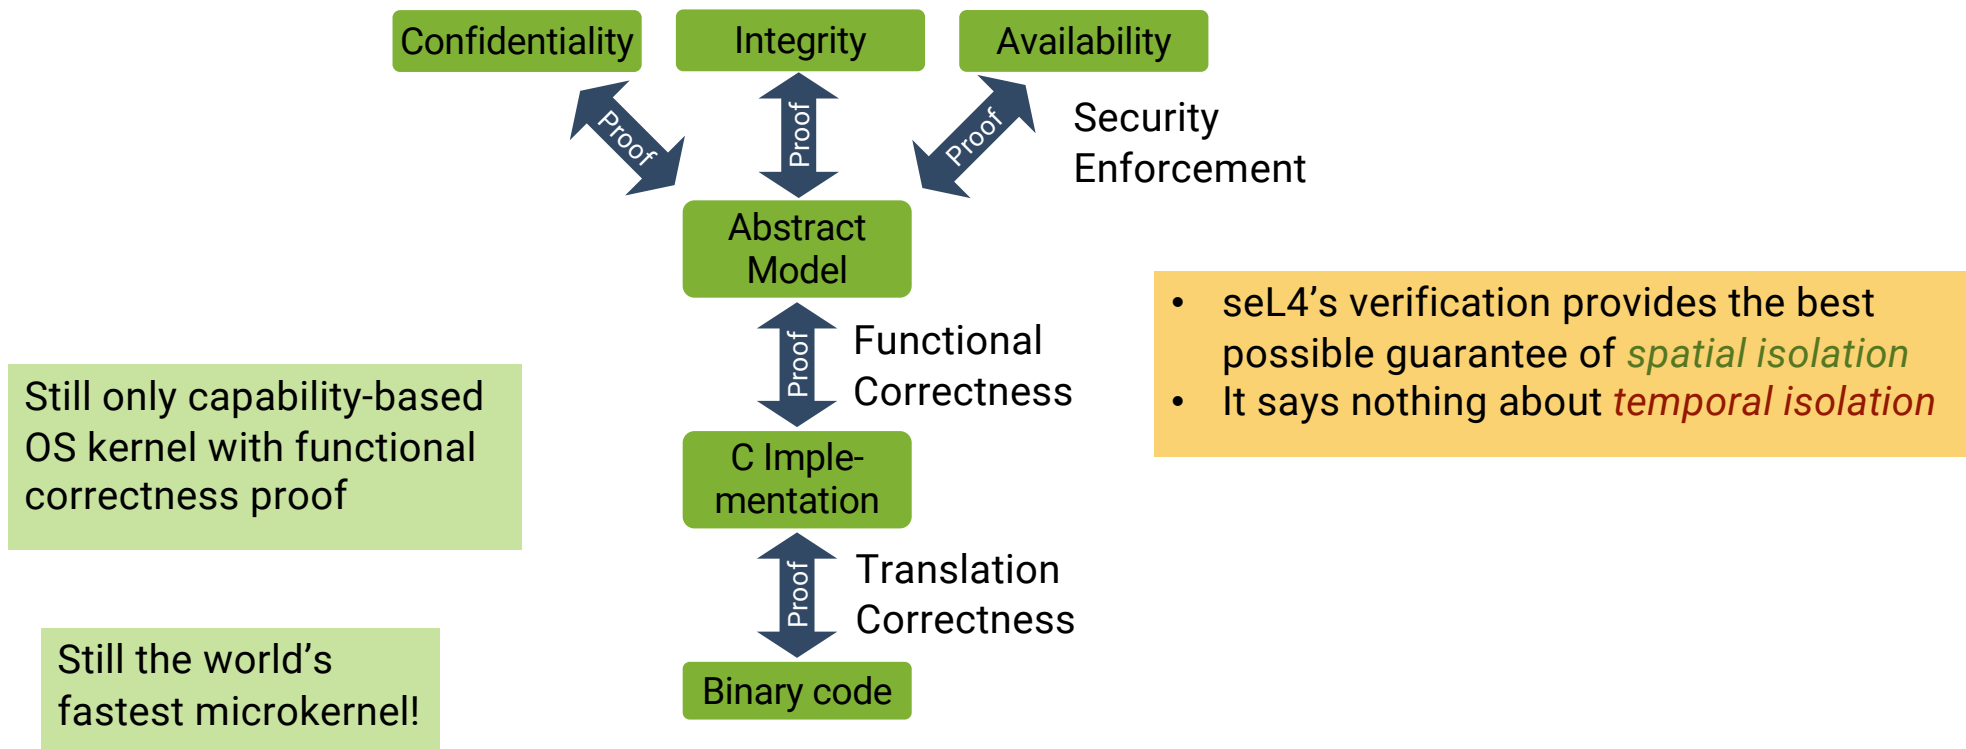 Confidentiality
Integrity
Availability
Proof
Proof
Proof
Security
Enforcement
Abstract
Model
Proof
Functional
Correctness
• seL4’s verification provides the best
possible guarantee of spatial isolation
• It says nothing about temporal isolation
Still only capability-based
OS kernel with functional
correctness proof
C Imple-
mentation
Proof
Translation
Correctness
Still the world’s
fastest microkernel!
Binary code